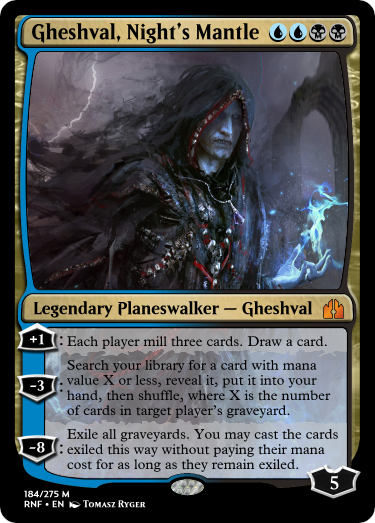 Gheshval, Night's Mantle
Legendary Planeswalker — Gheshval
+1: Each player mill three cards. Draw a card.
Search your library for a card with mana
value X or less, reveal it, put it into your
-3: hand, then shuffle, where X is the number
of cards in target player's graveyard.
Exile all graveyards. You may cast the cards
-8: exiled this way without paying their mana
cost for as long as they remain exiled.
5
184/275 M
RNF • EN Tomasz Ryger